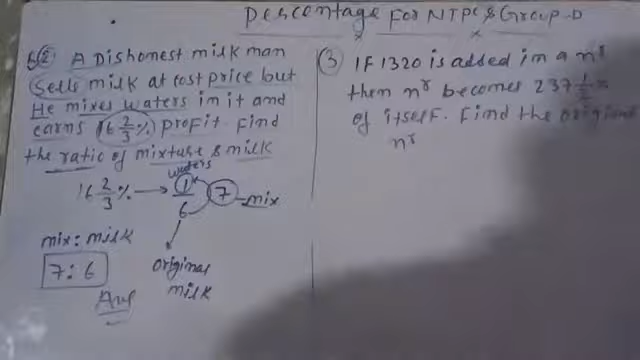 Percentage For NTPC & Group-D
Q② A Dishonest milk man
Sells milk at cost price but
He mixes waters in it and
earns 16 2/3 % profit. Find
the ratio of mixture & milk
waters
16 2/3 % → 1/6 7 - mix
mix : milk
7 : 6
original
milk
Ans
③ IF 1320 is added in a nʳ
then nʳ becomes 237 1/2 %
of itself. Find the original
nʳ